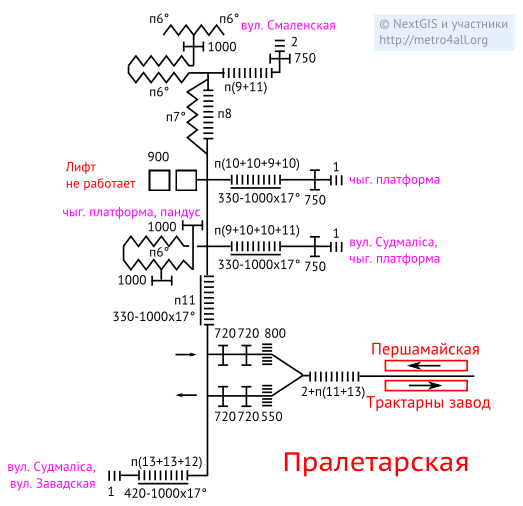 п6° п6°
вул. Смаленская
© NextGIS и участники
http://metro4all.org
1000
2
750
п6°
п(9+11)
п7°
п8
Лифт
не работает
900
п(10+10+9+10)
1
чыг. платформа
330-1000x17°
750
чыг. платформа, пандус
1000
п(9+10+10+11)
1
вул. Судмаліса,
чыг. платформа
п6°
330-1000x17°
750
1000
п11
330-1000x17°
720 720 800
Першамайская
2+п(11+13)
Трактарны завод
720 720 550
вул. Судмаліса,
вул. Завадская
п(13+13+12)
Пралетарская
1
420-1000x17°